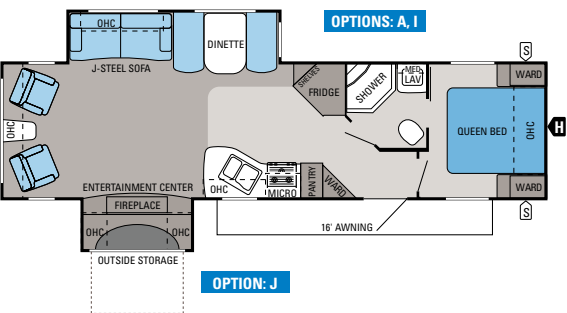 OPTIONS: A, I
OHC
DINETTE
J-STEEL SOFA
SHELVES
FRIDGE
SHOWER
MED
LAV
S
WARD
OHC
QUEEN BED
OHC
H
ENTERTAINMENT CENTER
FIREPLACE
OHC
OHC
OHC
MICRO
PANTRY
WARD
WARD
S
16' AWNING
OUTSIDE STORAGE
OPTION: J